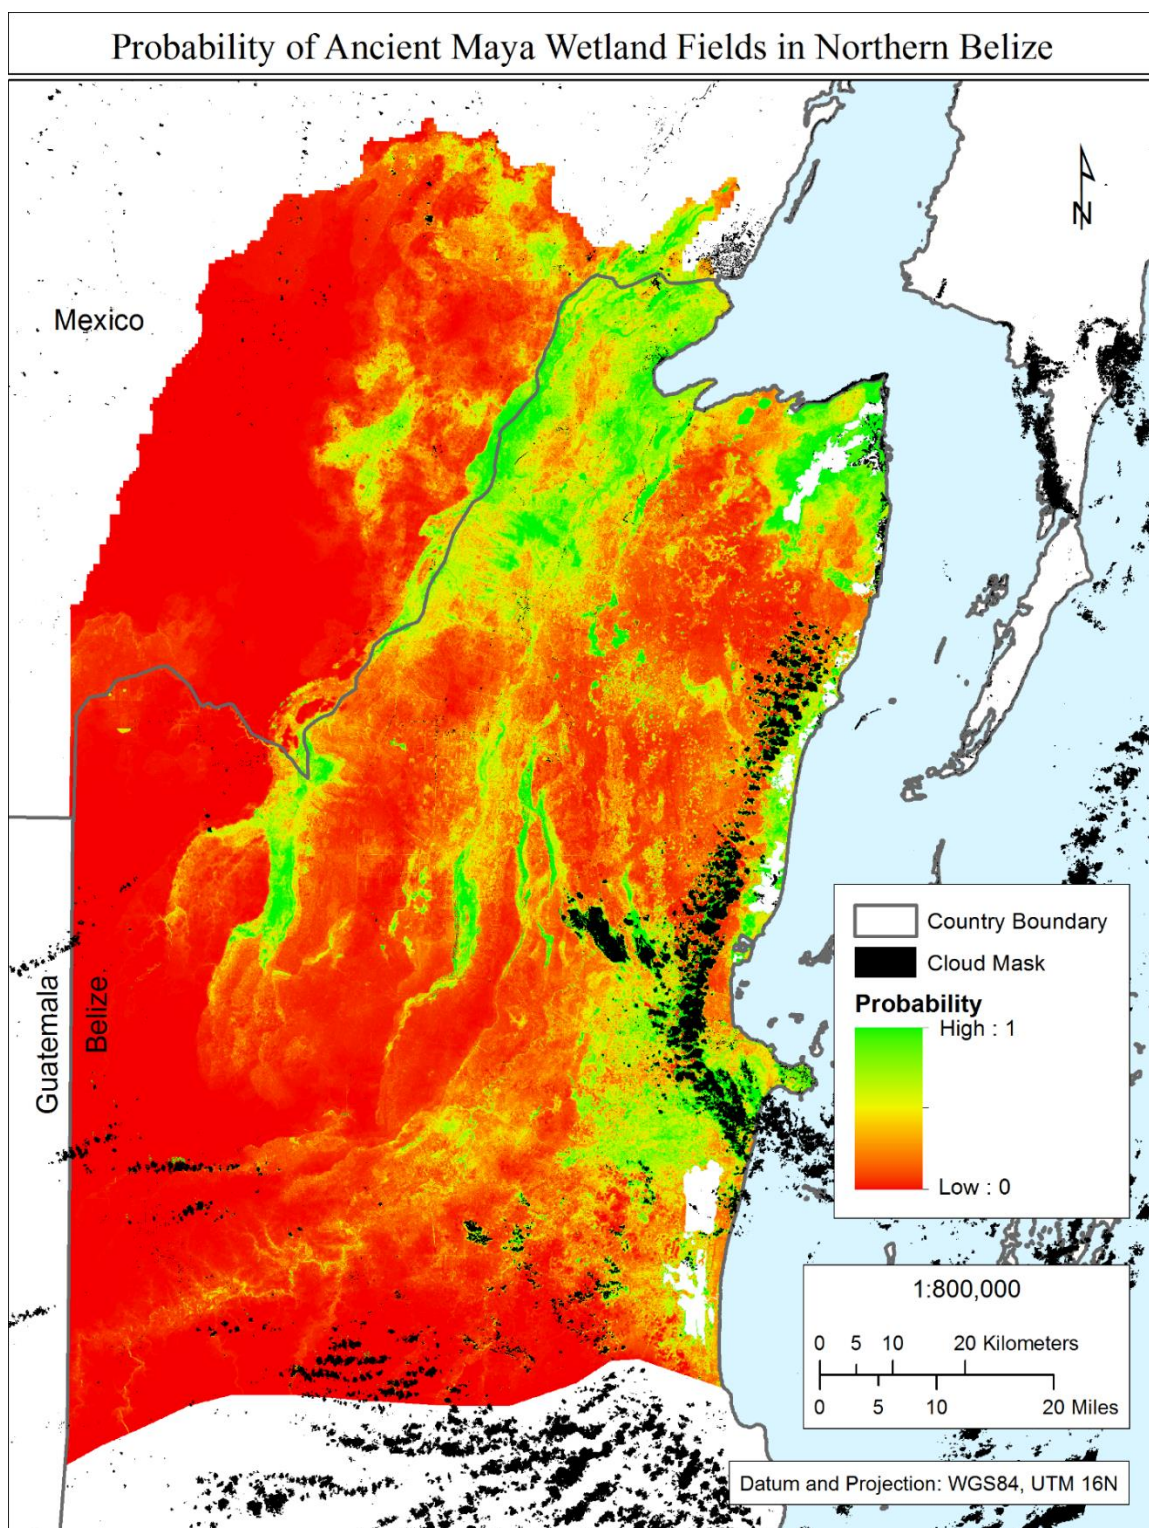 Probability of Ancient Maya Wetland Fields in Northern Belize
N
Mexico
Guatemala
Belize
Country Boundary
Cloud Mask
Probability
High : 1
Low : 0
1:800,000
0 5 10 20 Kilometers
0 5 10 20 Miles
Datum and Projection: WGS84, UTM 16N